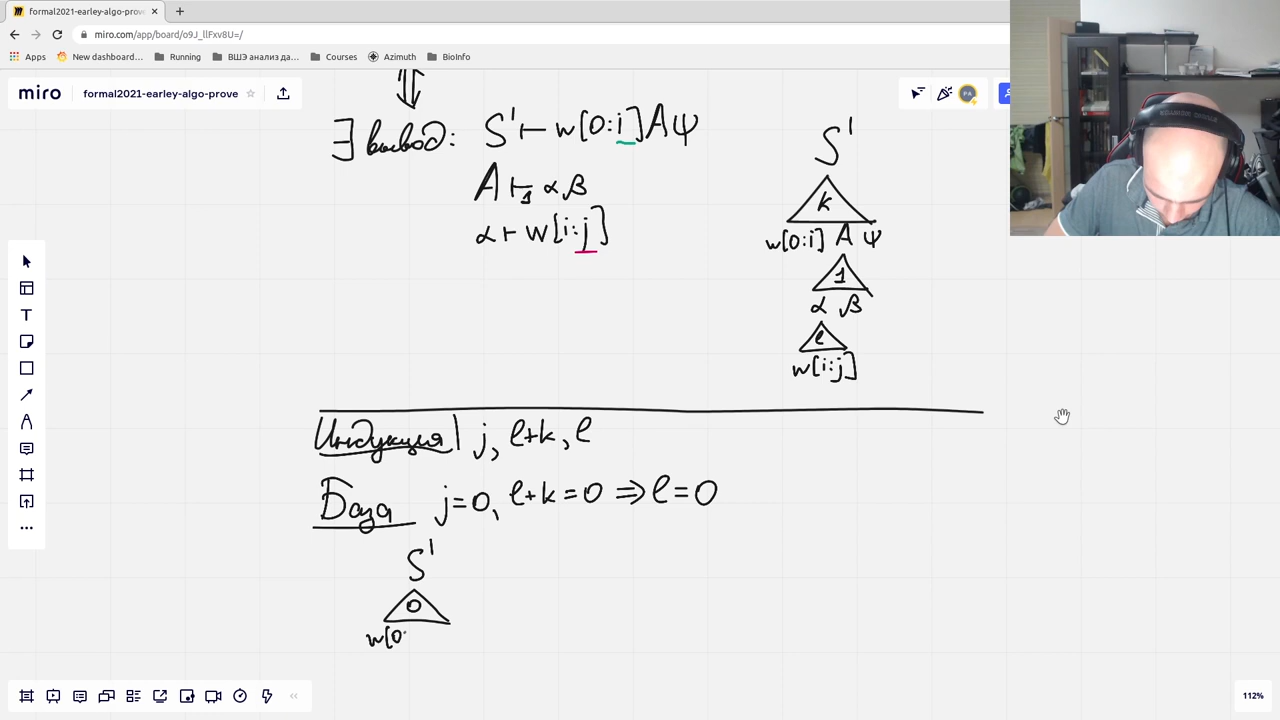 formal2021-earley-algo-prove
miro.com/app/board/o9J_llFxv8U=/
Apps New dashboard... Running ВШЭ анализ да... Courses Azimuth BioInfo
miro formal2021-earley-algo-prove
PA
∃ вывод: S' ⊢ w[0:i]Aψ
A ⊢₁ αβ
α ⊢ w[i:j]
S'
k
w[0:i] A ψ
1
α β
l
w[i:j]
Индукция| j, l+k, l
База j=0, l+k=0 ⇒ l=0
S'
0
w[0:
112%